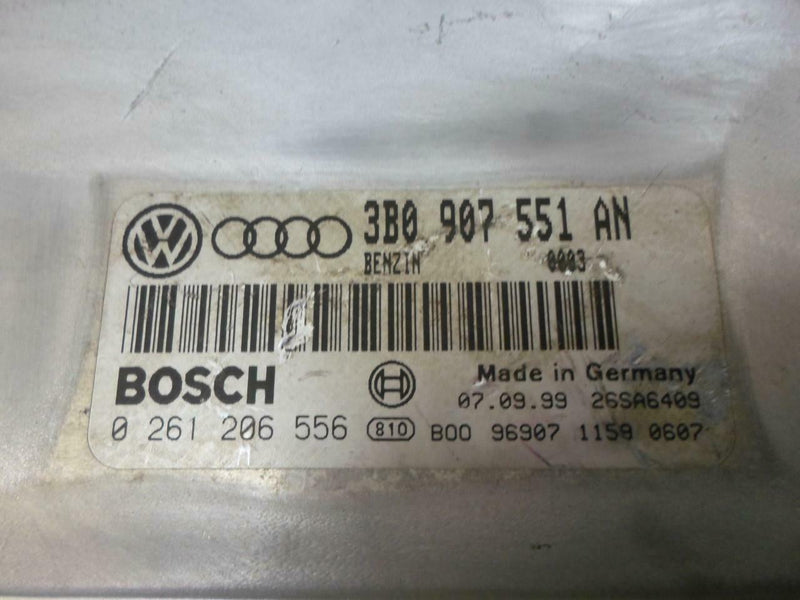 3B0 907 551 AN
BENZIN 0003
BOSCH
Made in Germany
07.09.99 26SA6409
0 261 206 556 810 B00 96907 1159 0607